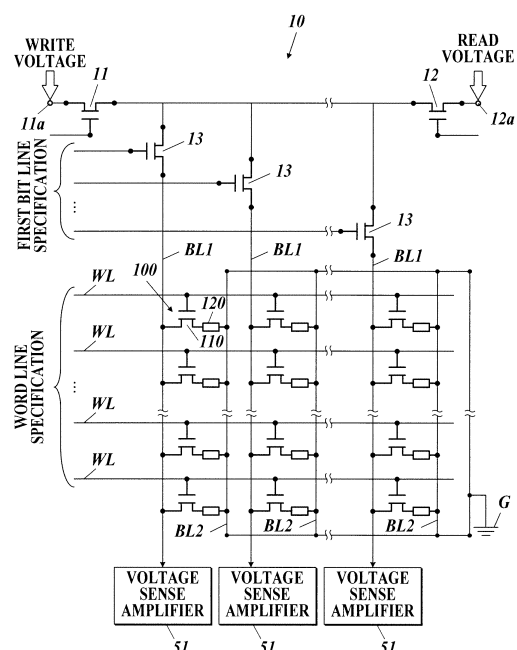 10
WRITE
VOLTAGE
READ
VOLTAGE
11
12
11a
12a
13
13
13
FIRST BIT LINE
SPECIFICATION
⋮
BL1
BL1
BL1
WL
100
120
110
WL
WORD LINE
SPECIFICATION
⋮
WL
WL
BL2
BL2
BL2
G
VOLTAGE
SENSE
AMPLIFIER
VOLTAGE
SENSE
AMPLIFIER
VOLTAGE
SENSE
AMPLIFIER
51
51
51